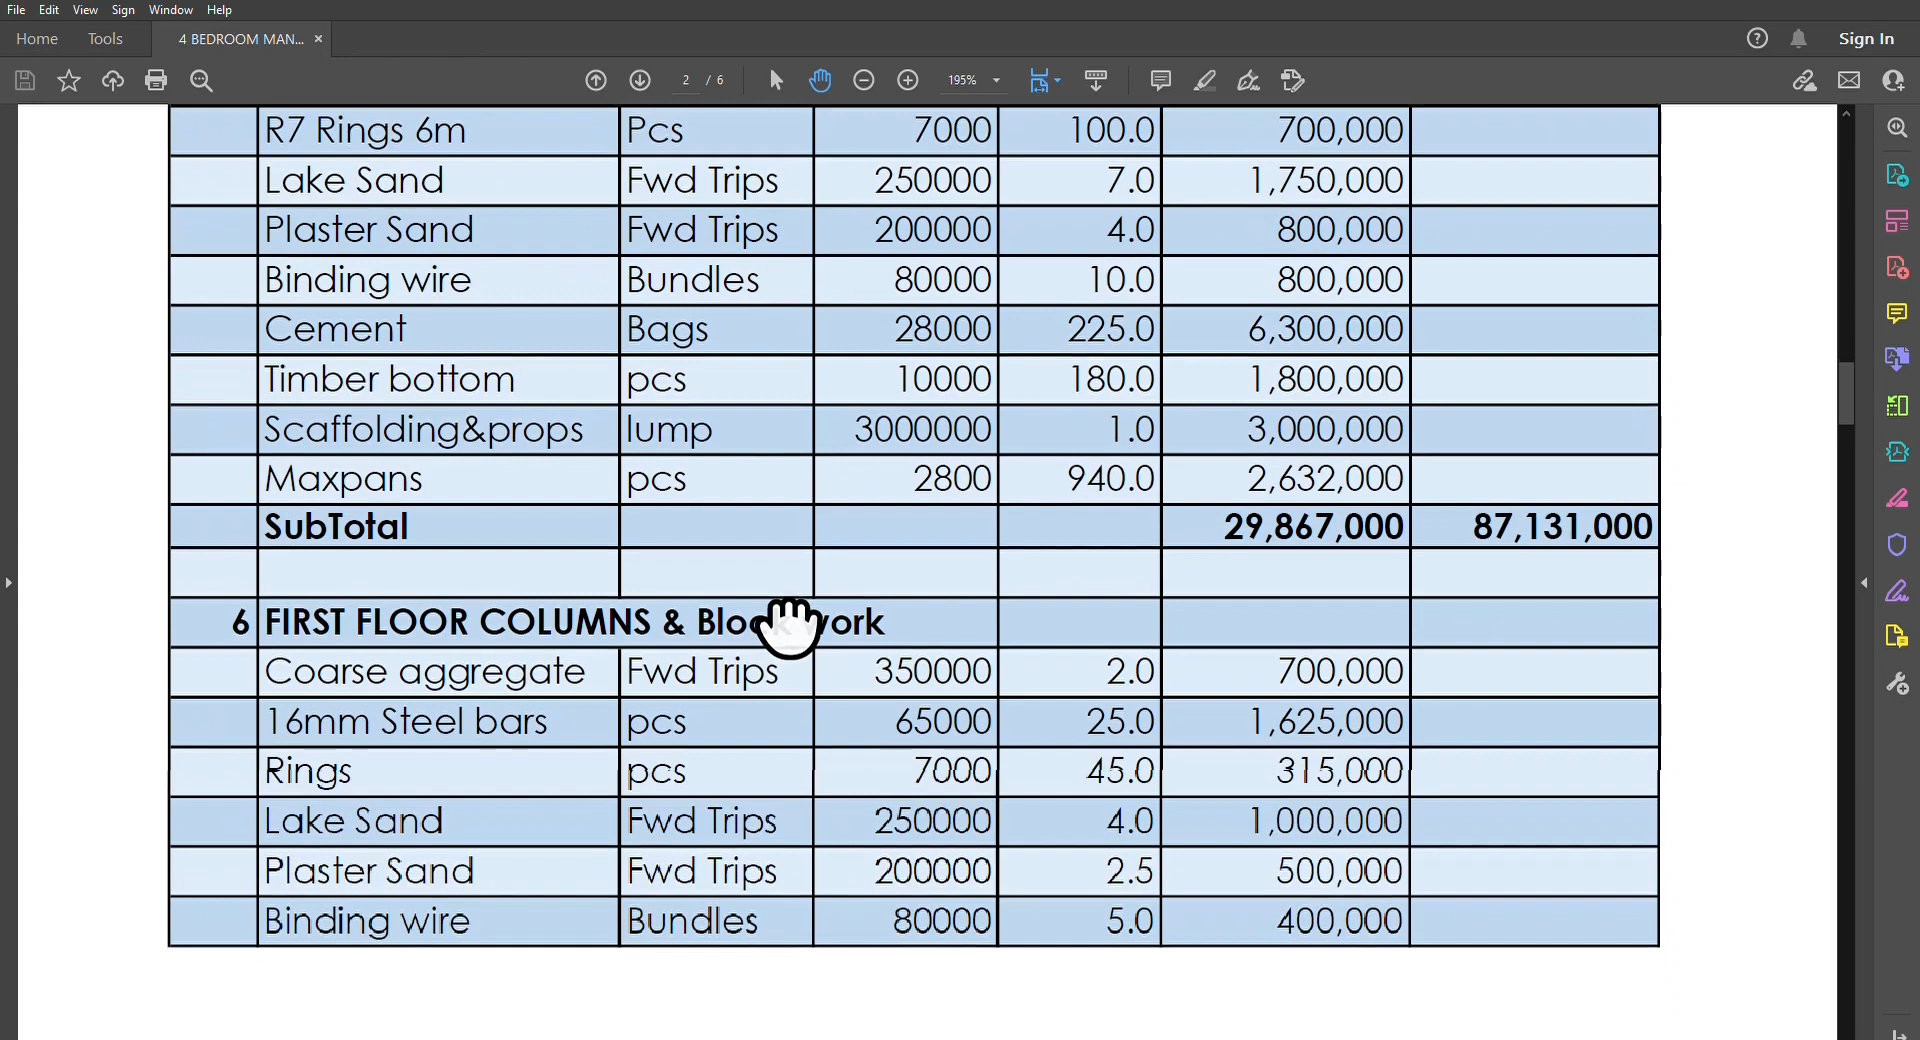 File Edit View Sign Window Help
Home Tools 4 BEDROOM MAN... × Sign In
2 / 6 195%
R7 Rings 6m Pcs 7000 100.0 700,000
Lake Sand Fwd Trips 250000 7.0 1,750,000
Plaster Sand Fwd Trips 200000 4.0 800,000
Binding wire Bundles 80000 10.0 800,000
Cement Bags 28000 225.0 6,300,000
Timber bottom pcs 10000 180.0 1,800,000
Scaffolding&props lump 3000000 1.0 3,000,000
Maxpans pcs 2800 940.0 2,632,000
SubTotal 29,867,000 87,131,000
6 FIRST FLOOR COLUMNS & Block work
Coarse aggregate Fwd Trips 350000 2.0 700,000
16mm Steel bars pcs 65000 25.0 1,625,000
Rings pcs 7000 45.0 315,000
Lake Sand Fwd Trips 250000 4.0 1,000,000
Plaster Sand Fwd Trips 200000 2.5 500,000
Binding wire Bundles 80000 5.0 400,000